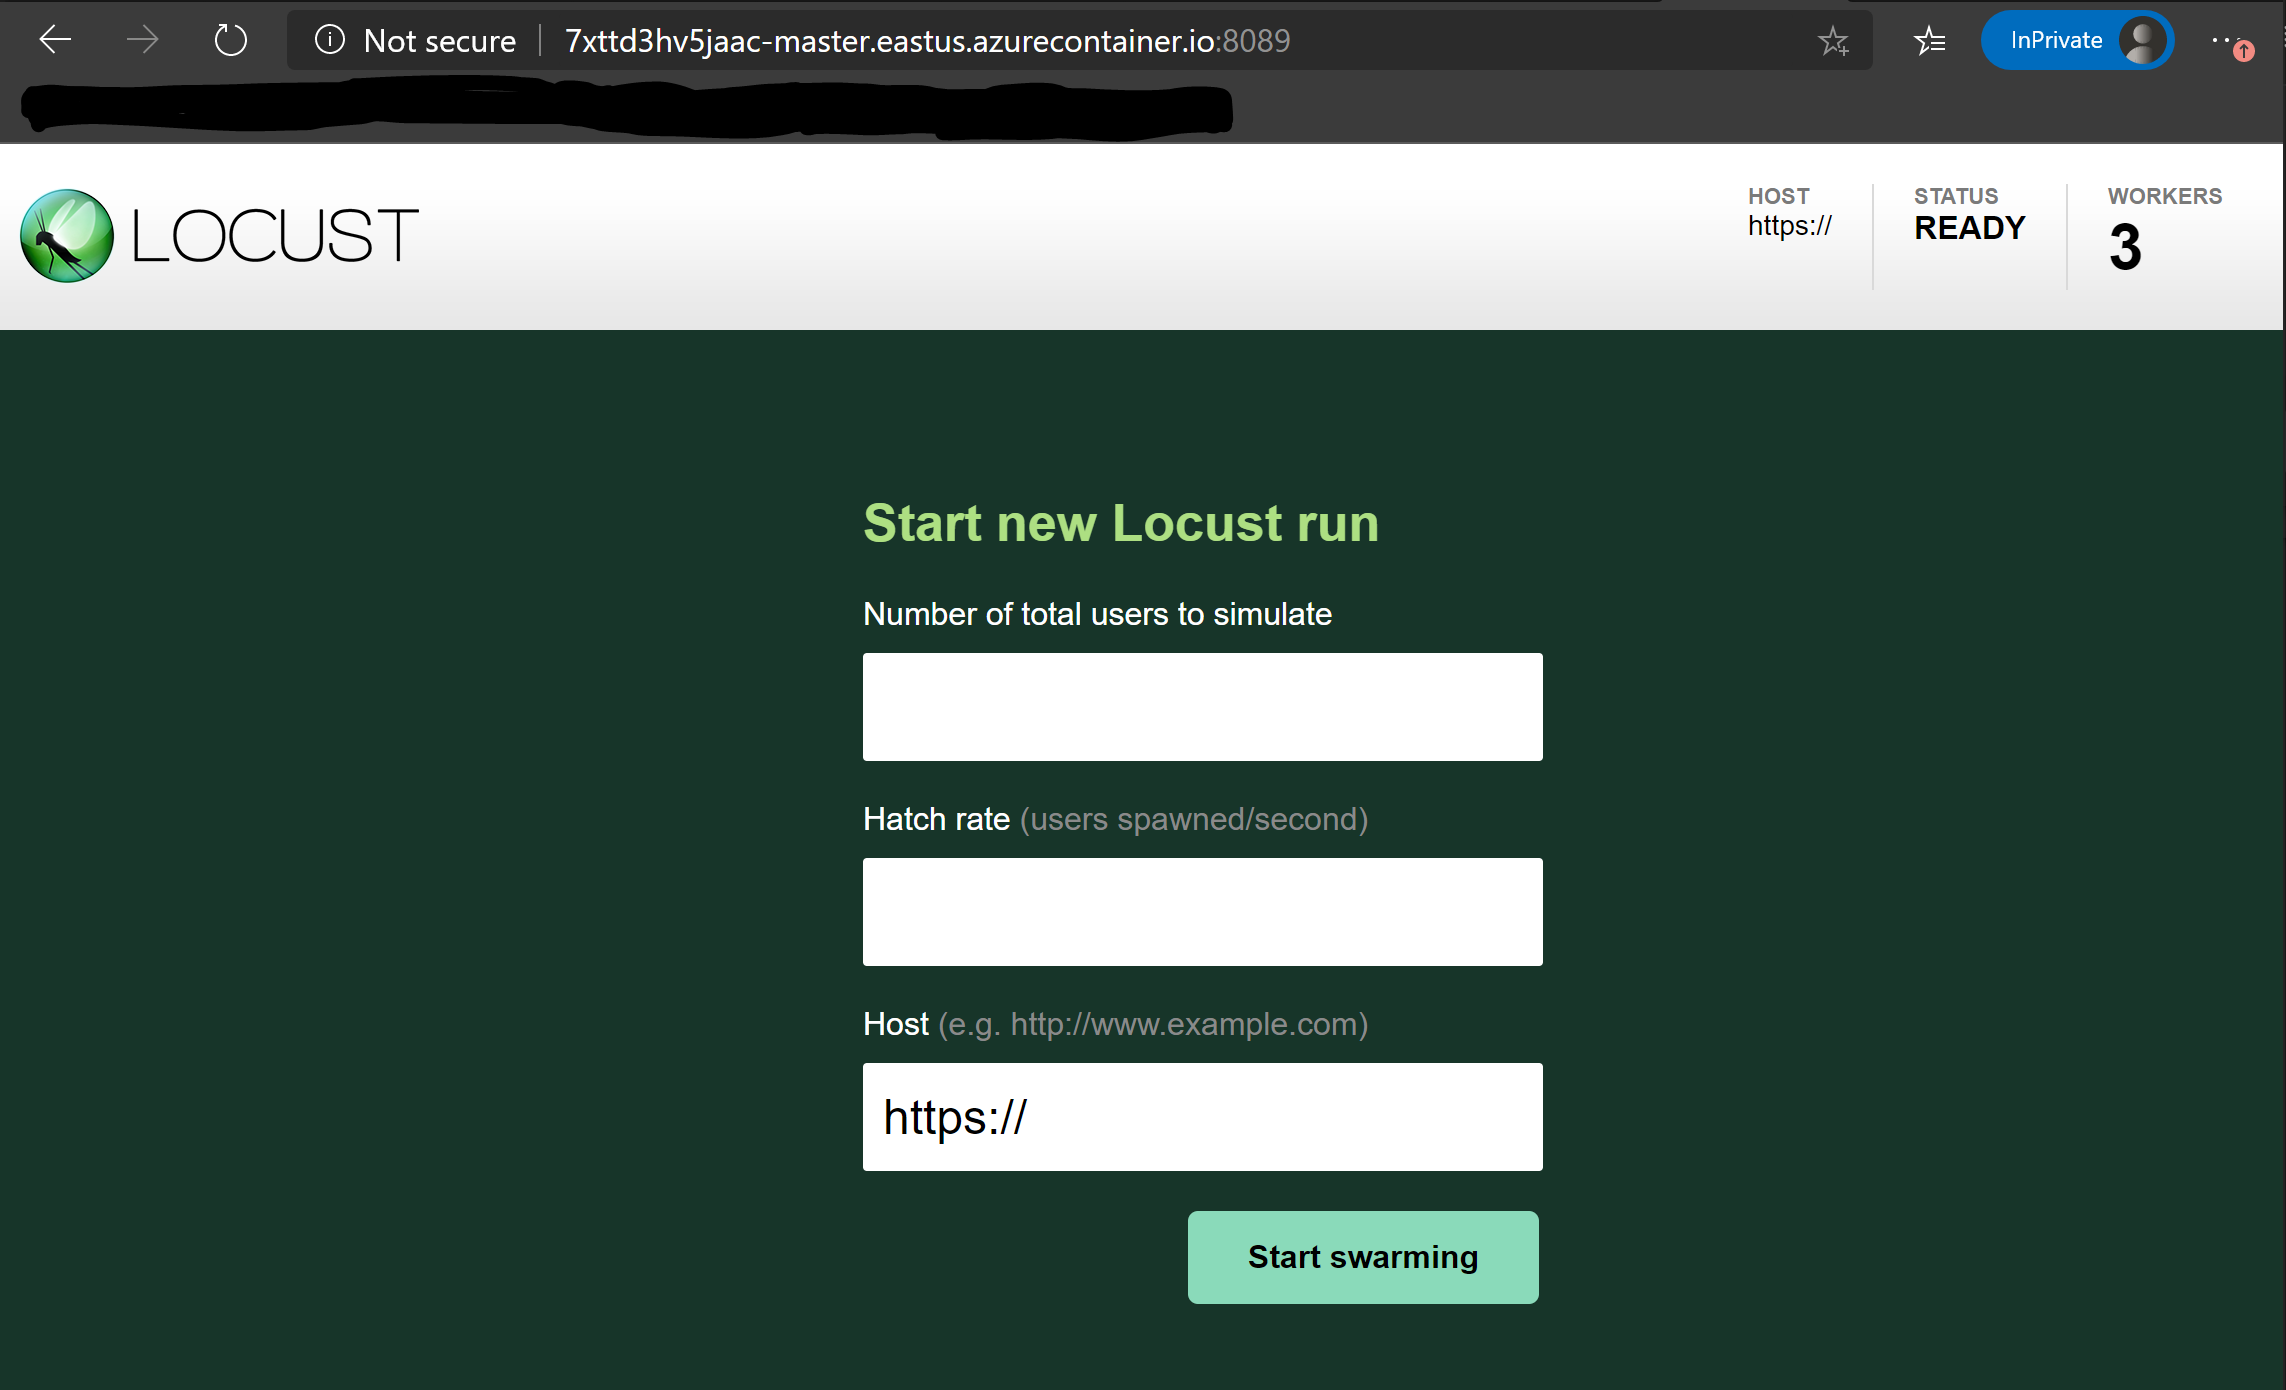 Not secure 7xttd3hv5jaac-master.eastus.azurecontainer.io:8089
InPrivate
LOCUST
HOST
https://
STATUS
READY
WORKERS
3
Start new Locust run
Number of total users to simulate
Hatch rate (users spawned/second)
Host (e.g. http://www.example.com)
https://
Start swarming